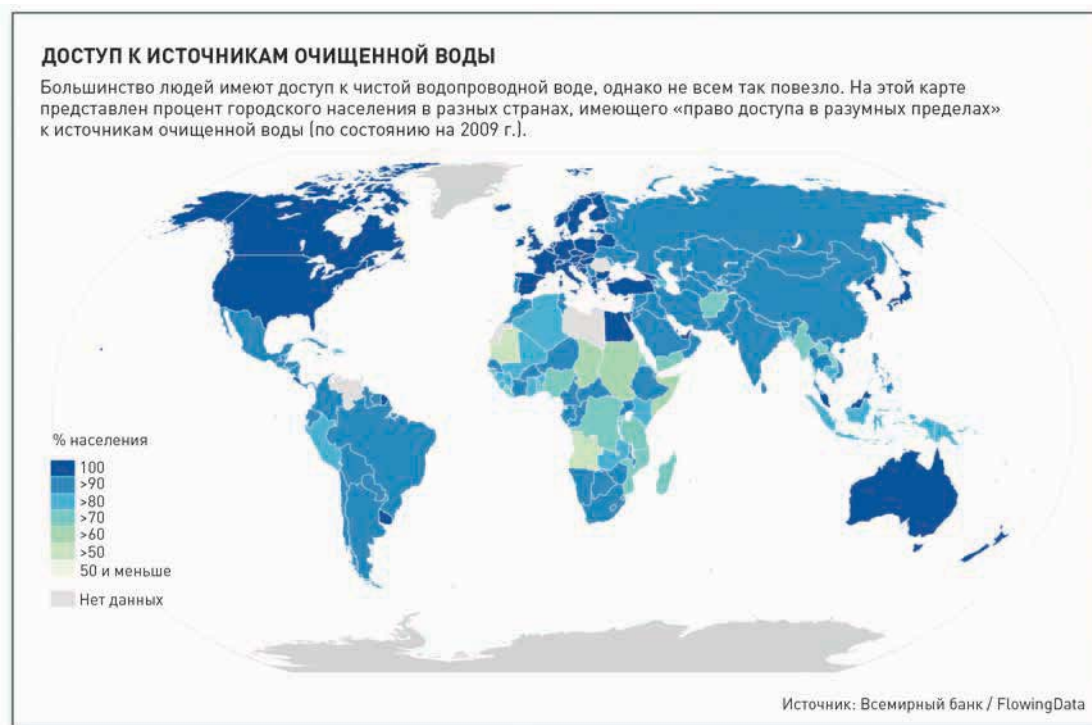 ДОСТУП К ИСТОЧНИКАМ ОЧИЩЕННОЙ ВОДЫ
Большинство людей имеют доступ к чистой водопроводной воде, однако не всем так повезло. На этой карте
представлен процент городского населения в разных странах, имеющего «право доступа в разумных пределах»
к источникам очищенной воды (по состоянию на 2009 г.).
% населения
100
>90
>80
>70
>60
>50
50 и меньше
Нет данных
Источник: Всемирный банк / FlowingData